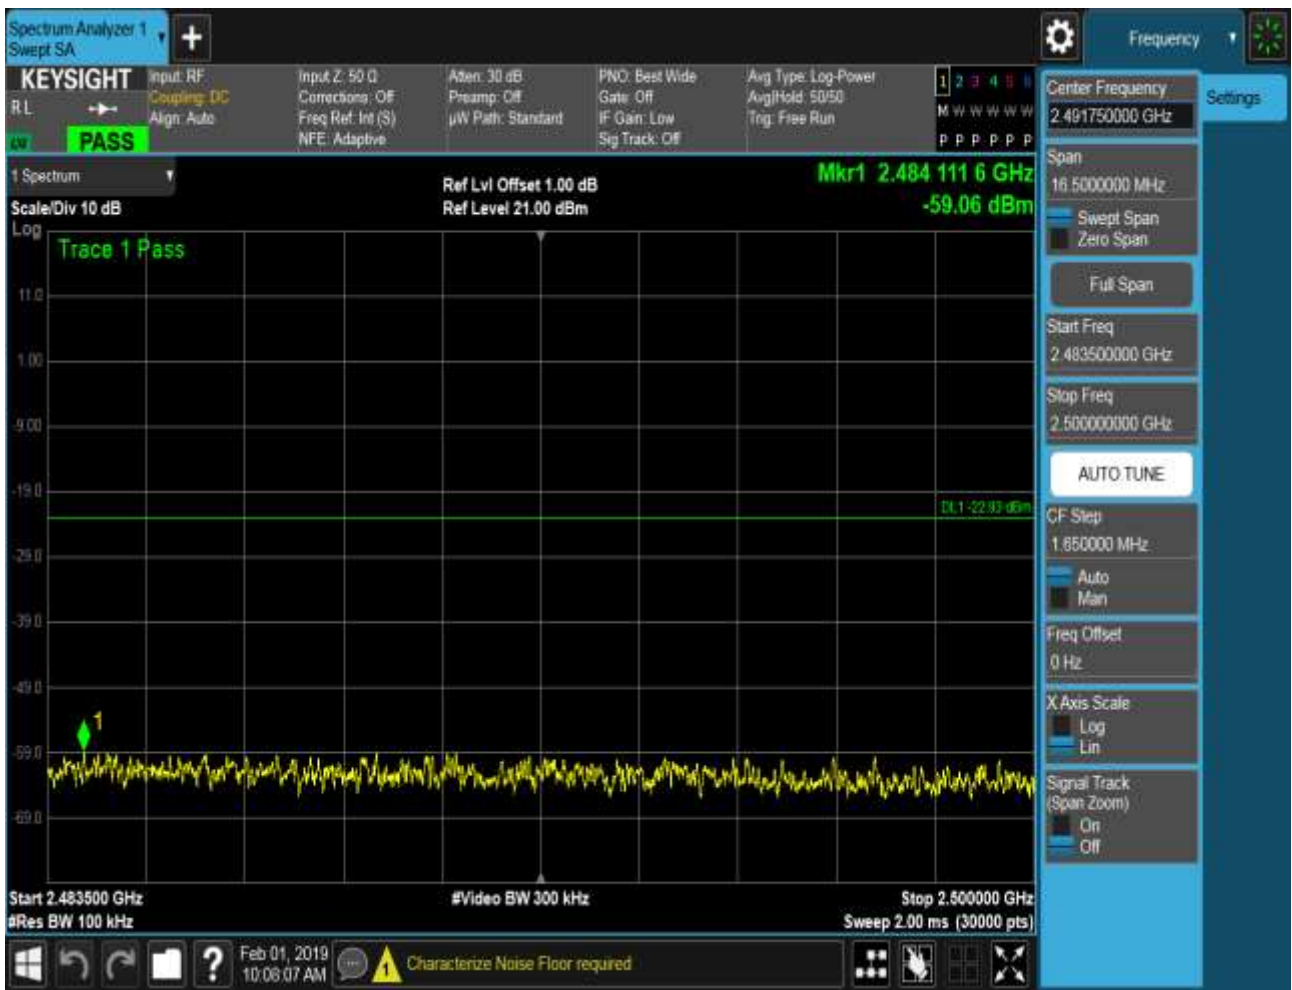 Spectrum Analyzer 1
Swept SA
Frequency
KEYSIGHT
Input: RF
Coupling: DC
Align: Auto
Input Z: 50 Ω
Corrections: Off
Freq Ref: Int (S)
NFE: Adaptive
Atten: 30 dB
Preamp: Off
µW Path: Standard
PNO: Best Wide
Gate: Off
IF Gain: Low
Sig Track: Off
Avg Type: Log-Power
Avg|Hold: 50/50
Trig: Free Run
1 2 3 4 5 6
M W W W W W
P P P P P P
R L
PASS
1 Spectrum
Scale/Div 10 dB
Ref Lvl Offset 1.00 dB
Ref Level 21.00 dBm
Mkr1 2.484 111 6 GHz
-59.06 dBm
Log
Trace 1 Pass
11.0
1.00
-9.00
-19.0
DL1 -22.93 dBm
-29.0
-39.0
-49.0
1
-59.0
-69.0
Start 2.483500 GHz
#Video BW 300 kHz
Stop 2.500000 GHz
#Res BW 100 kHz
Sweep 2.00 ms (30000 pts)
Feb 01, 2019
10:08:07 AM
Characterize Noise Floor required
Center Frequency
2.491750000 GHz
Settings
Span
16.5000000 MHz
Swept Span
Zero Span
Full Span
Start Freq
2.483500000 GHz
Stop Freq
2.500000000 GHz
AUTO TUNE
CF Step
1.650000 MHz
Auto
Man
Freq Offset
0 Hz
X Axis Scale
Log
Lin
Signal Track
(Span Zoom)
On
Off